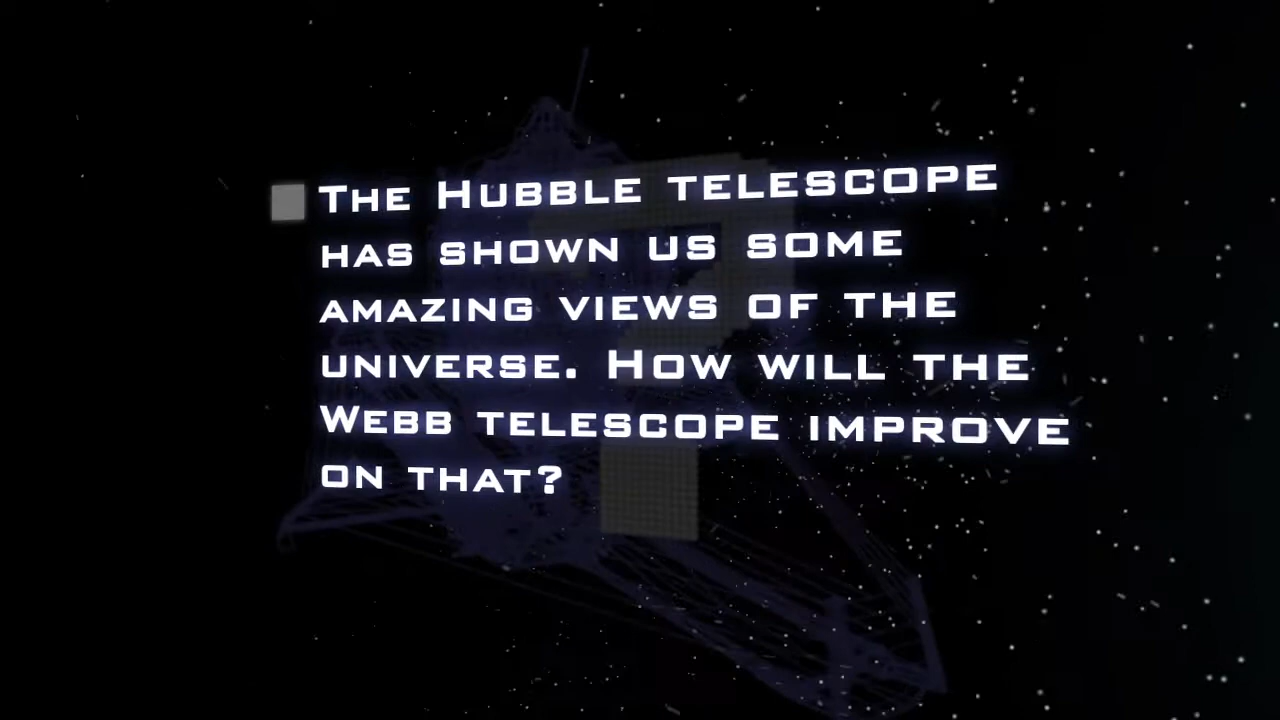 The Hubble telescope
has shown us some
amazing views of the
universe. How will the
Webb telescope improve
on that?